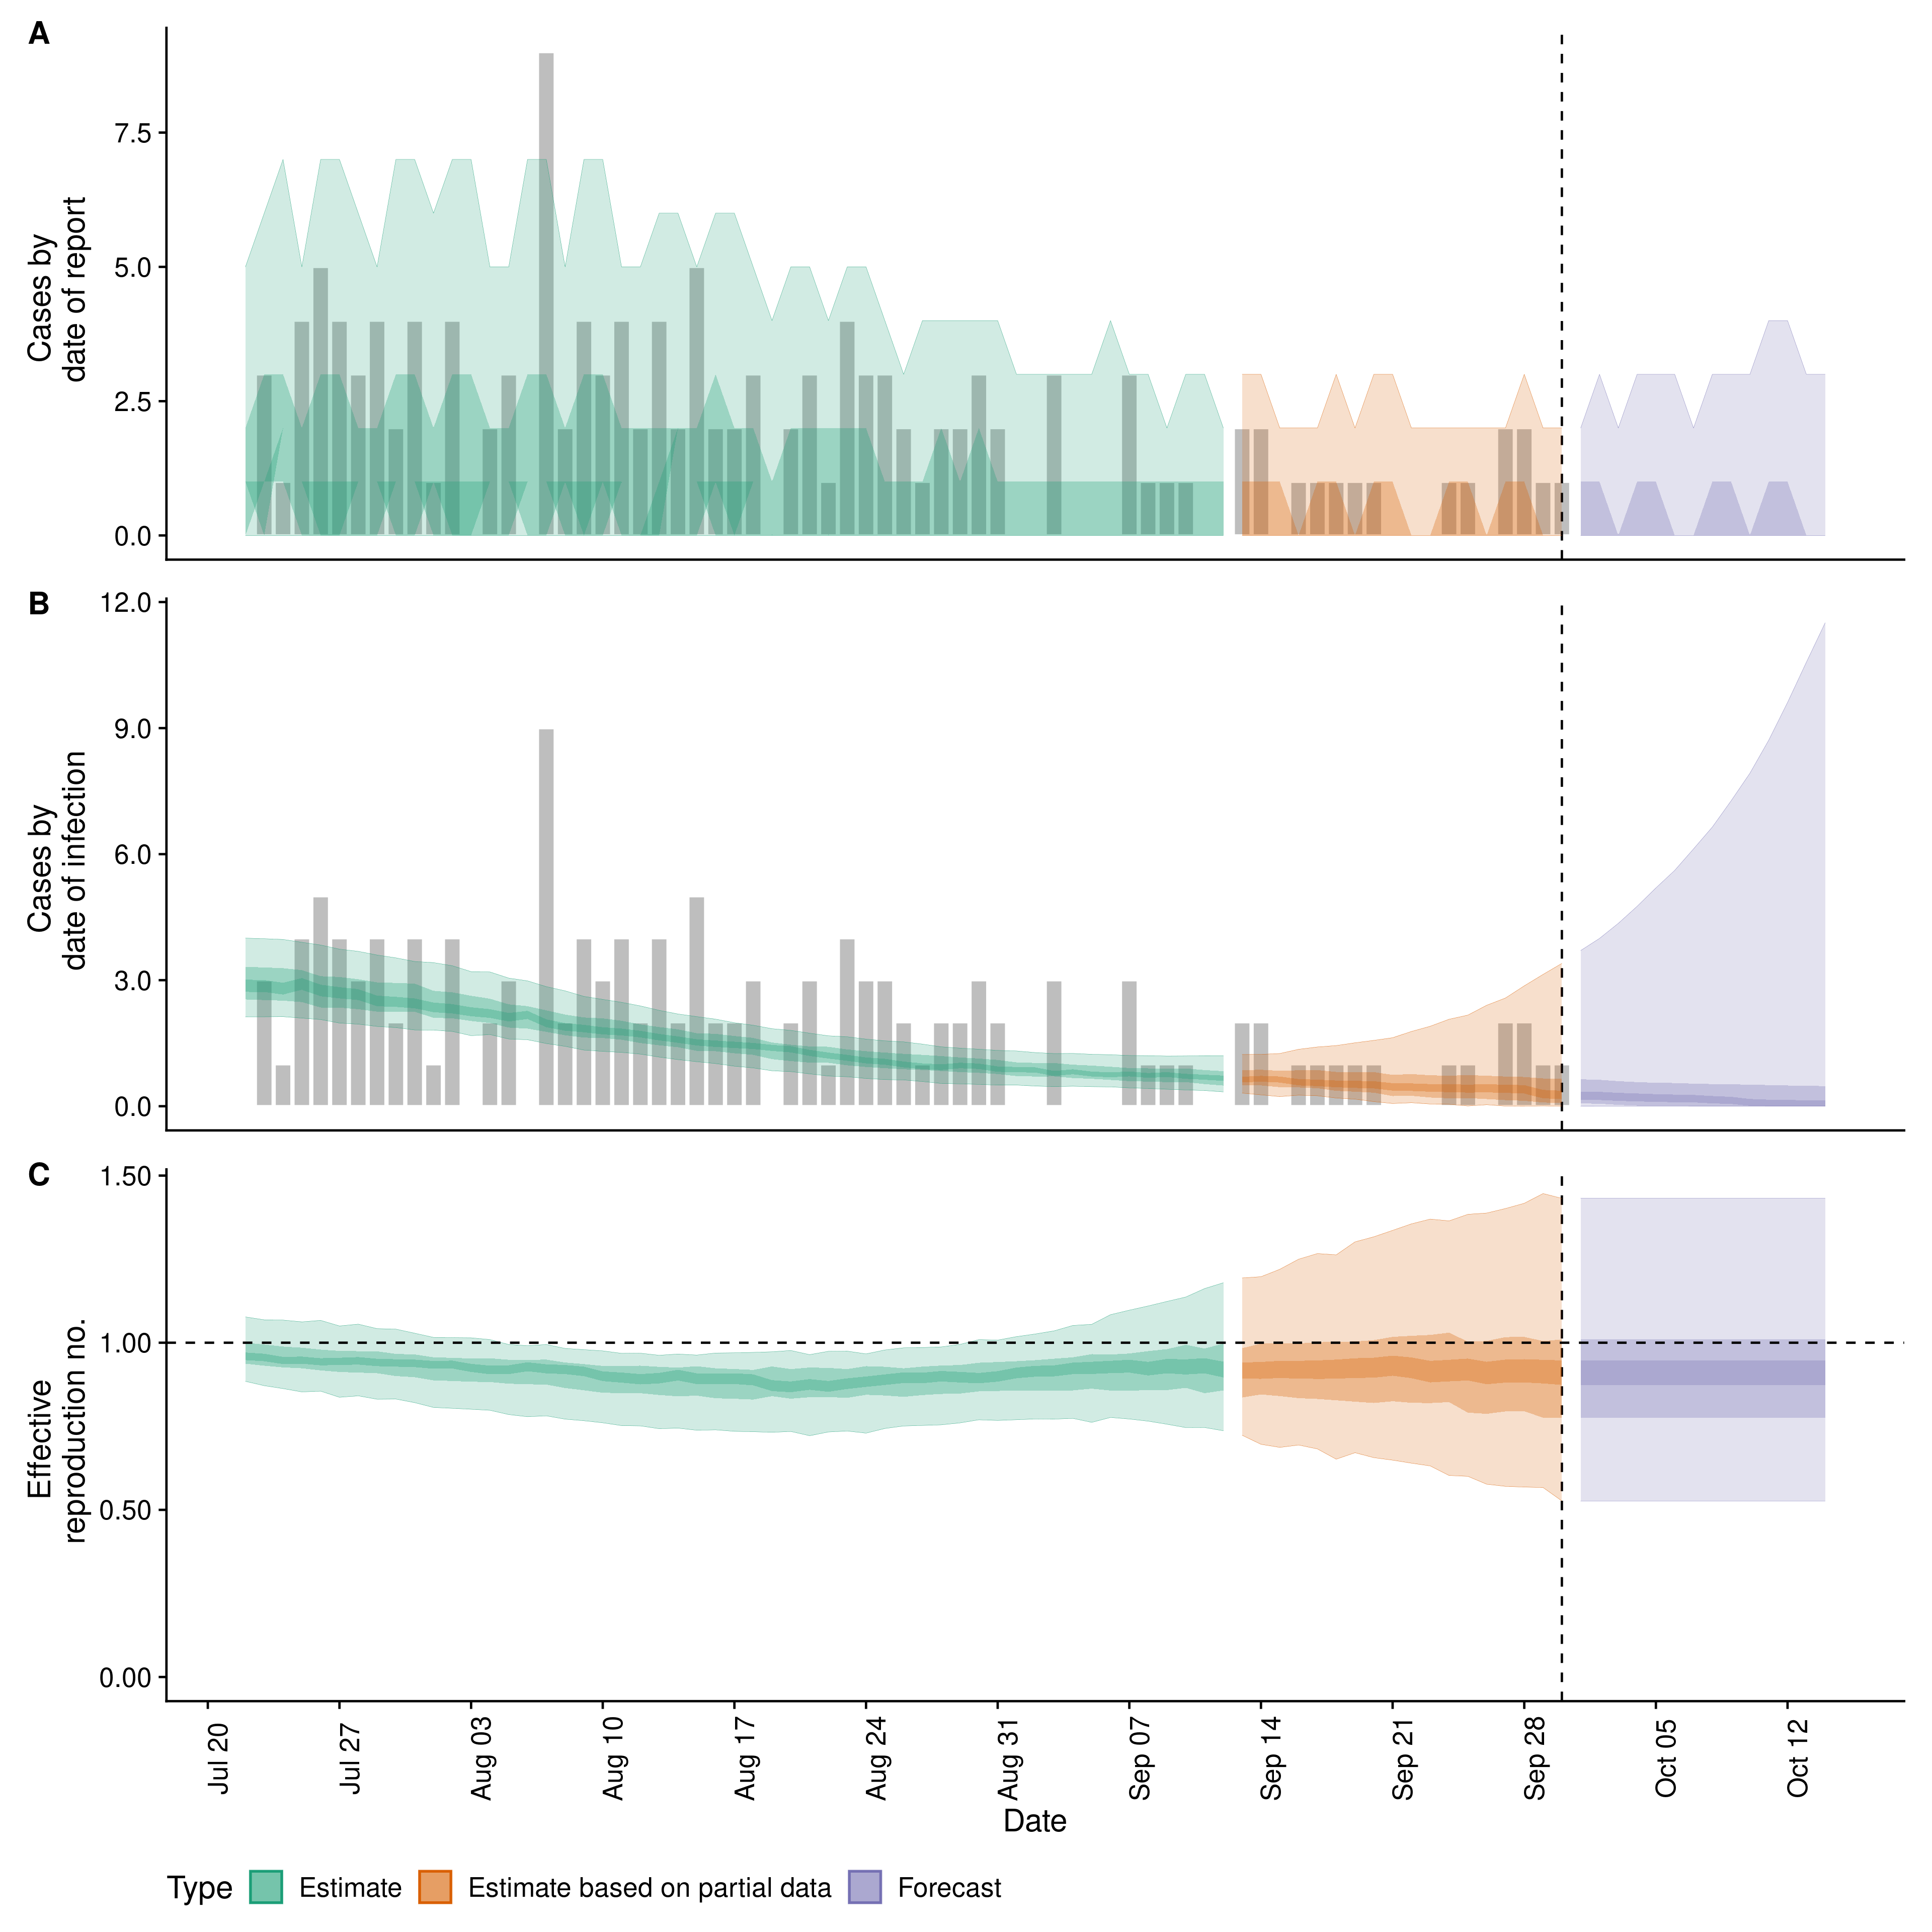 A
Cases by
date of report
7.5
5.0
2.5
0.0
B
Cases by
date of infection
12.0
9.0
6.0
3.0
0.0
C
Effective
reproduction no.
1.50
1.00
0.50
0.00
Jul 20
Jul 27
Aug 03
Aug 10
Aug 17
Aug 24
Aug 31
Sep 07
Sep 14
Sep 21
Sep 28
Oct 05
Oct 12
Date
Type Estimate Estimate based on partial data Forecast